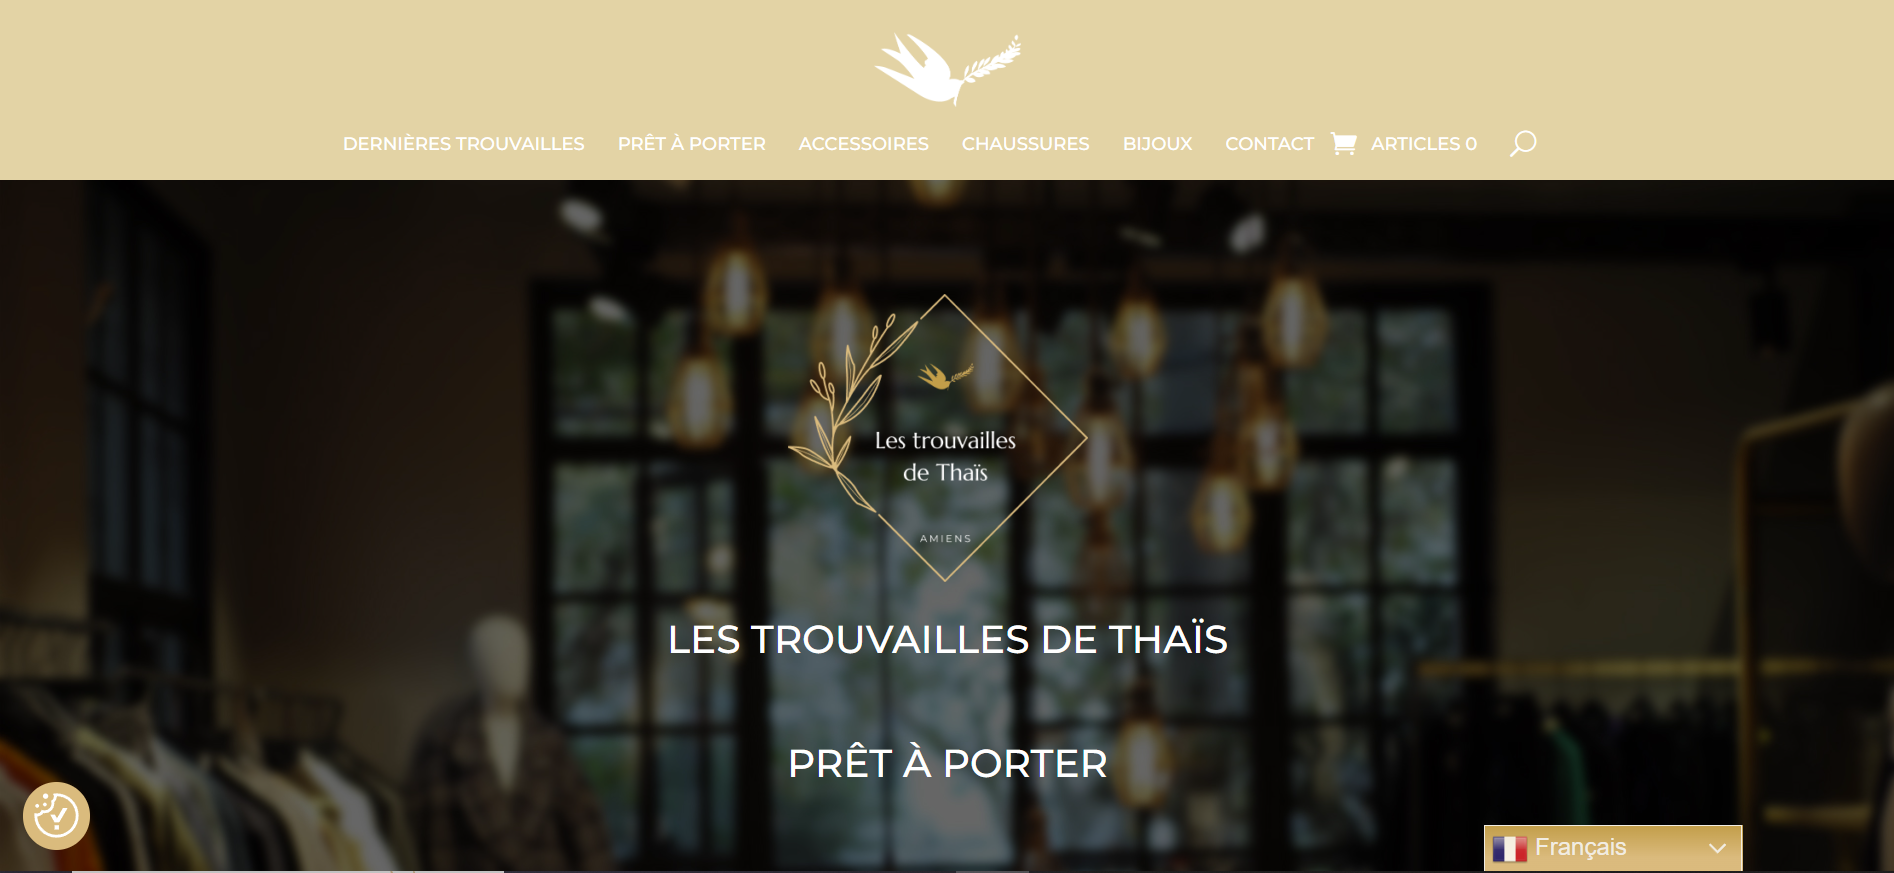 DERNIÈRES TROUVAILLES PRÊT À PORTER ACCESSOIRES CHAUSSURES BIJOUX CONTACT ARTICLES 0
Les trouvailles
de Thaïs
AMIENS
LES TROUVAILLES DE THAÏS
PRÊT À PORTER
Français